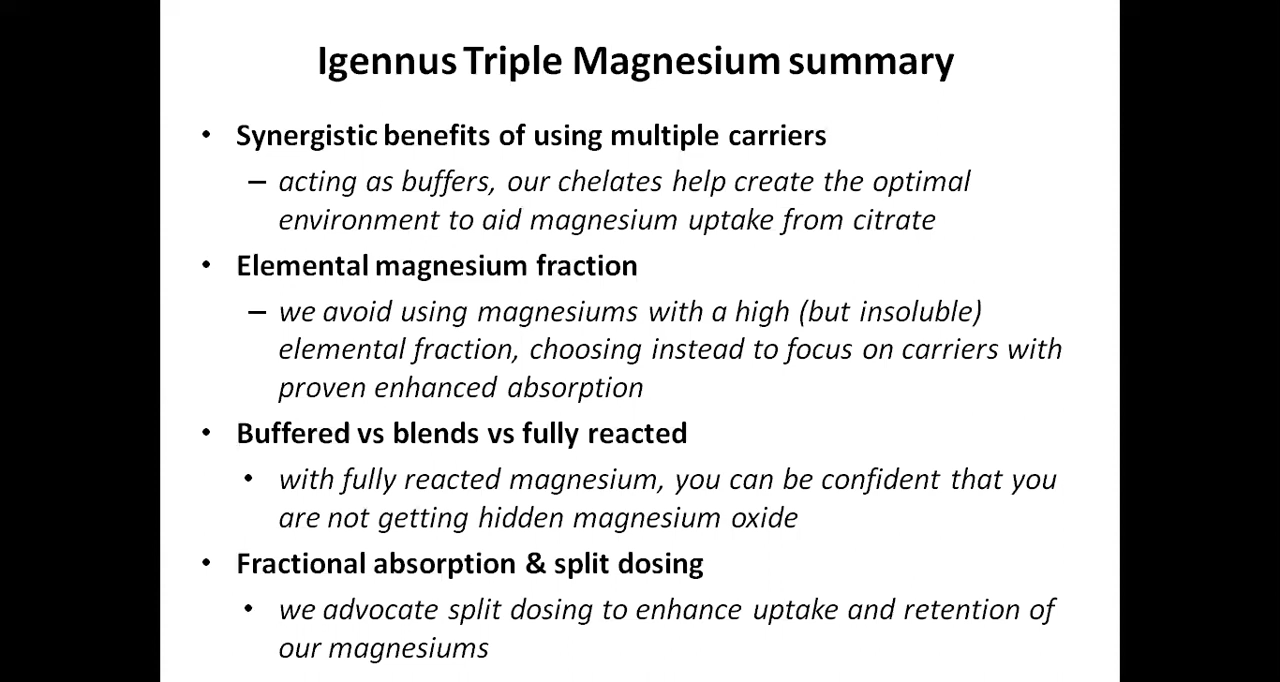 Igennus Triple Magnesium summary
• Synergistic benefits of using multiple carriers
– acting as buffers, our chelates help create the optimal
environment to aid magnesium uptake from citrate
• Elemental magnesium fraction
– we avoid using magnesiums with a high (but insoluble)
elemental fraction, choosing instead to focus on carriers with
proven enhanced absorption
• Buffered vs blends vs fully reacted
• with fully reacted magnesium, you can be confident that you
are not getting hidden magnesium oxide
• Fractional absorption & split dosing
• we advocate split dosing to enhance uptake and retention of
our magnesiums